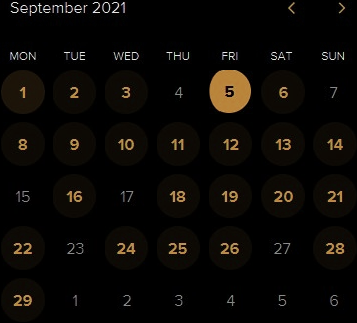 September 2021
MON TUE WED THU FRI SAT SUN
1 2 3 4 5 6 7
8 9 10 11 12 13 14
15 16 17 18 19 20 21
22 23 24 25 26 27 28
29 1 2 3 4 5 6